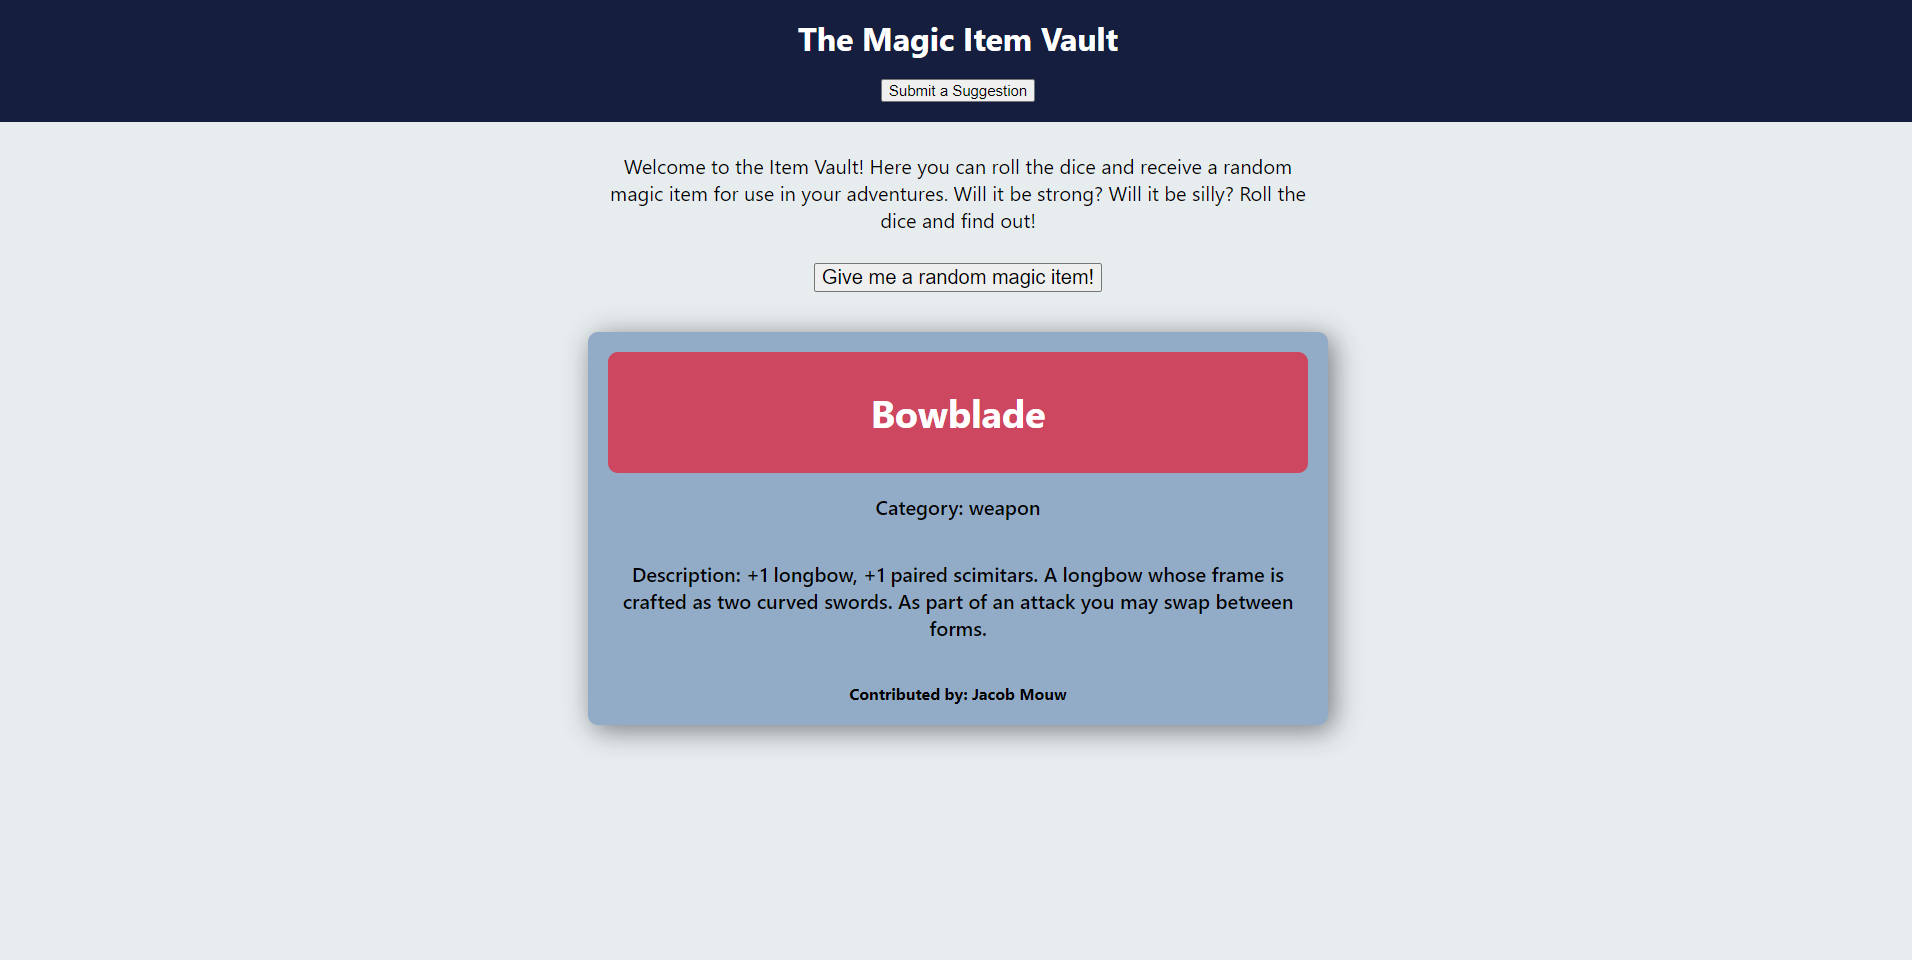 The Magic Item Vault
Submit a Suggestion
Welcome to the Item Vault! Here you can roll the dice and receive a random
magic item for use in your adventures. Will it be strong? Will it be silly? Roll the
dice and find out!
Give me a random magic item!
Bowblade
Category: weapon
Description: +1 longbow, +1 paired scimitars. A longbow whose frame is
crafted as two curved swords. As part of an attack you may swap between
forms.
Contributed by: Jacob Mouw